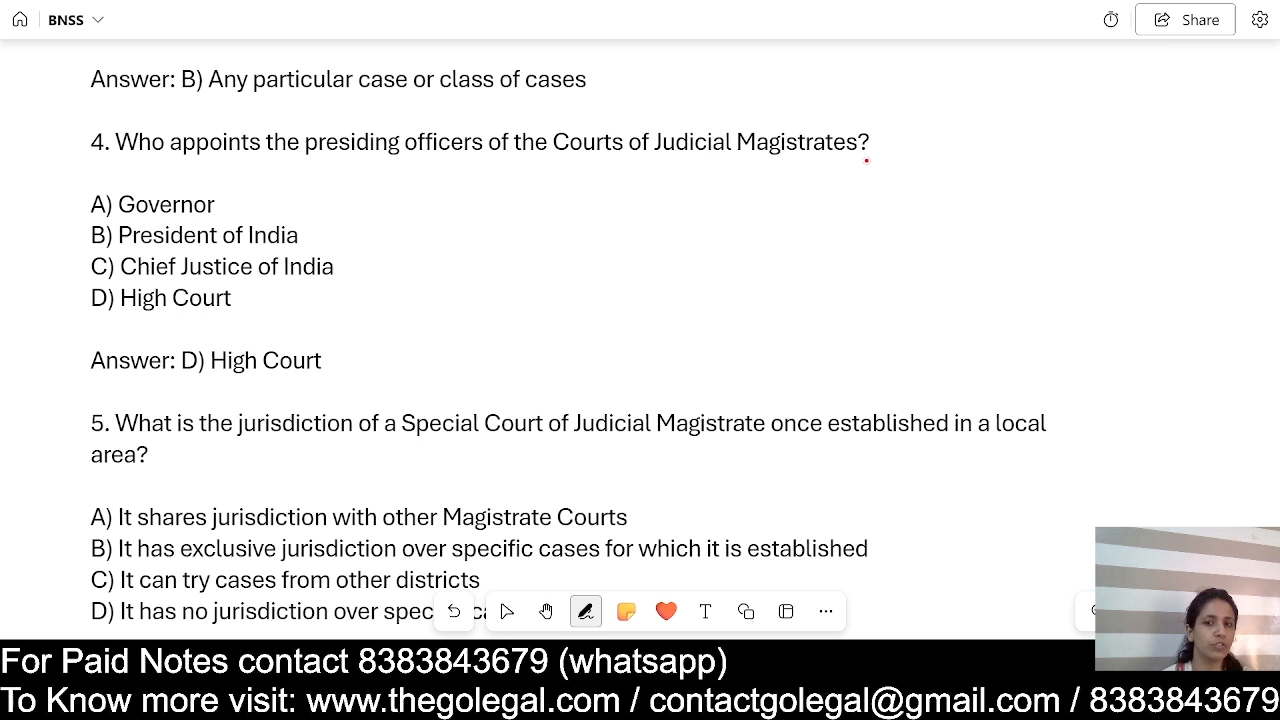 BNSS
Share
Answer: B) Any particular case or class of cases
4. Who appoints the presiding officers of the Courts of Judicial Magistrates?
A) Governor
B) President of India
C) Chief Justice of India
D) High Court
Answer: D) High Court
5. What is the jurisdiction of a Special Court of Judicial Magistrate once established in a local
area?
A) It shares jurisdiction with other Magistrate Courts
B) It has exclusive jurisdiction over specific cases for which it is established
C) It can try cases from other districts
D) It has no jurisdiction over
T
For Paid Notes contact 8383843679 (whatsapp)
To Know more visit: www.thegolegal.com / contactgolegal@gmail.com / 8383843679